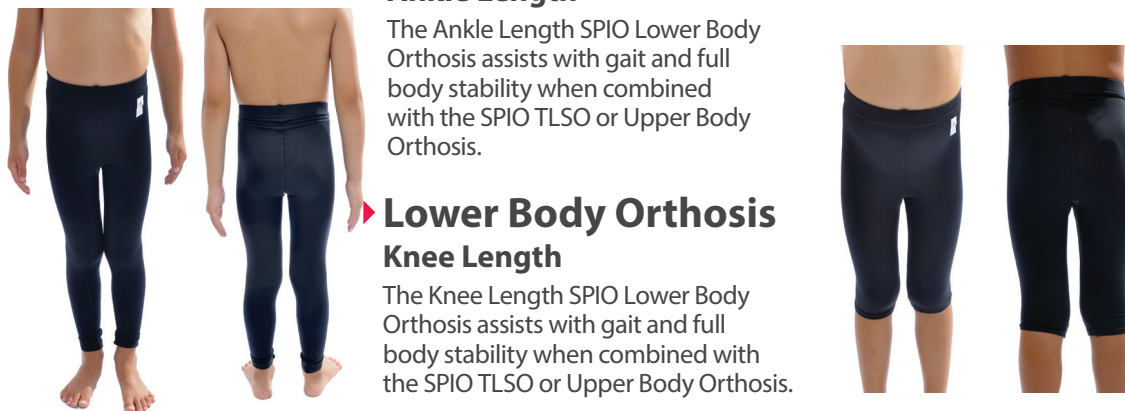 Ankle Length
The Ankle Length SPIO Lower Body
Orthosis assists with gait and full
body stability when combined
with the SPIO TLSO or Upper Body
Orthosis.
Lower Body Orthosis
Knee Length
The Knee Length SPIO Lower Body
Orthosis assists with gait and full
body stability when combined with
the SPIO TLSO or Upper Body Orthosis.